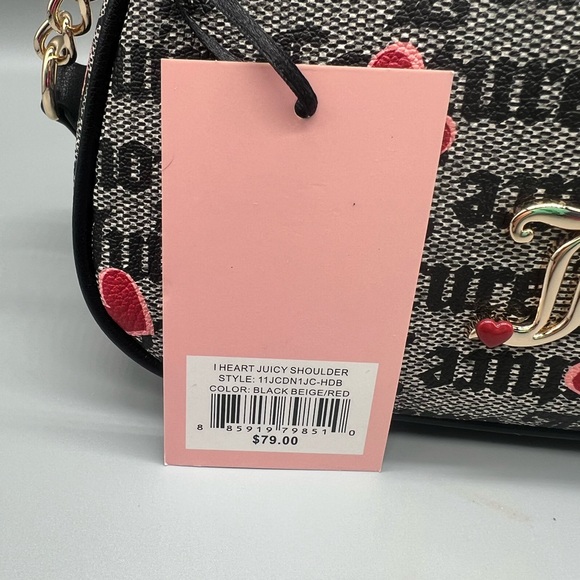 I HEART JUICY SHOULDER
STYLE: 11JCDN1JC-HDB
COLOR: BLACK BEIGE/RED
8 85919 79851 0
$79.00